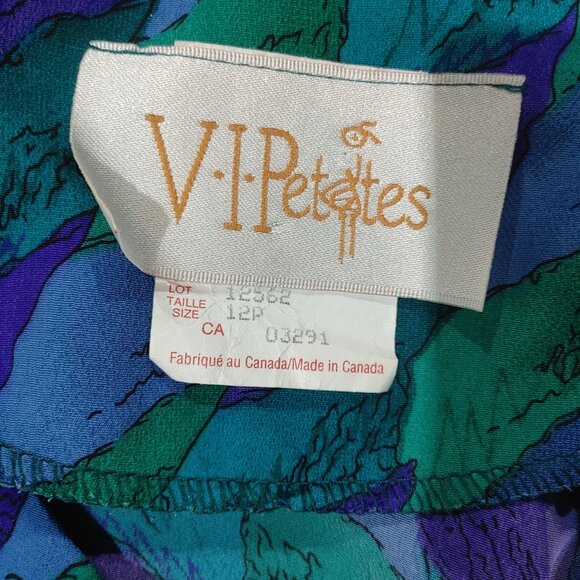 V·I·Petites
LOT 12562
TAILLE
SIZE 12P
CA 03291
Fabriqué au Canada/Made in Canada